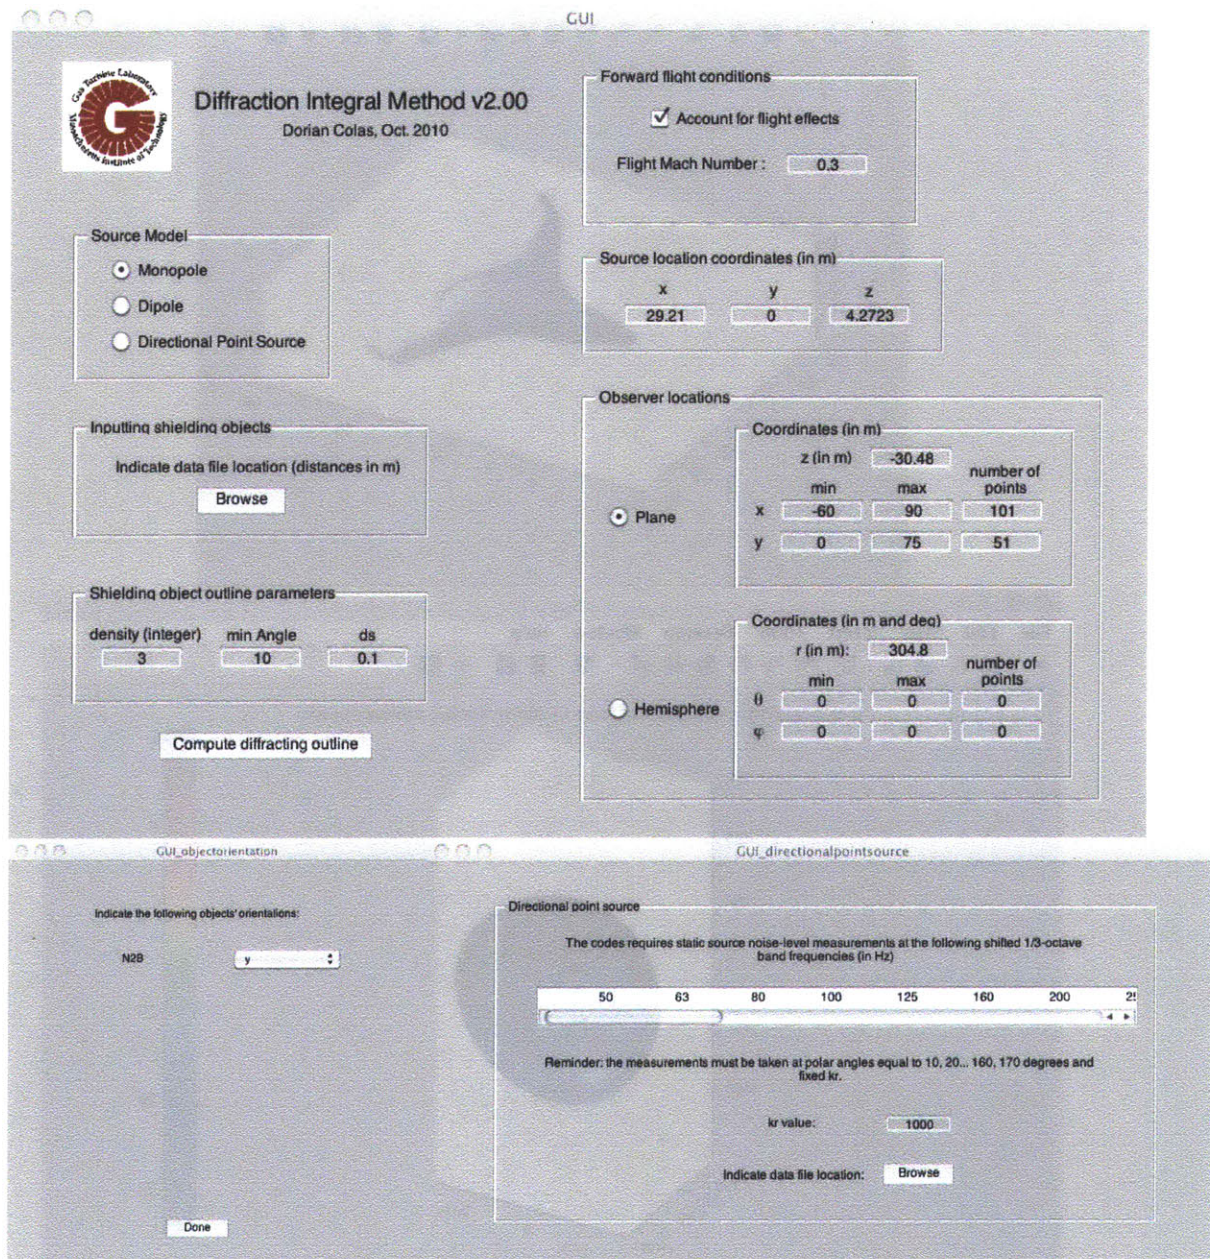 GUI
Gas Turbine Laboratory
Massachusetts Institute of Technology
G
Diffraction Integral Method v2.00
Dorian Colas, Oct. 2010
Source Model
Monopole
Dipole
Directional Point Source
Inputting shielding objects
Indicate data file location (distances in m)
Browse
Shielding object outline parameters
density (integer) min Angle ds
3 10 0.1
Compute diffracting outline
Forward flight conditions
Account for flight effects
Flight Mach Number : 0.3
Source location coordinates (in m)
x y z
29.21 0 4.2723
Observer locations
Plane
Coordinates (in m)
z (in m) -30.48
min max number of points
x -60 90 101
y 0 75 51
Hemisphere
Coordinates (in m and deg)
r (in m): 304.8
min max number of points
θ 0 0 0
φ 0 0 0
GUI_objectorientation
Indicate the following objects' orientations:
N2B y
Done
GUI_directionalpointsource
Directional point source
The codes requires static source noise-level measurements at the following shifted 1/3-octave
band frequencies (in Hz)
50 63 80 100 125 160 200 25
Reminder: the measurements must be taken at polar angles equal to 10, 20... 160, 170 degrees and
fixed kr.
kr value: 1000
Indicate data file location: Browse